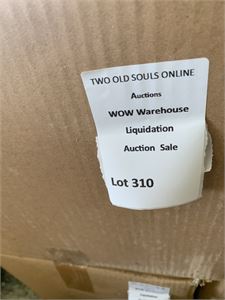 TWO OLD SOULS ONLINE
Auctions
WOW Warehouse
Liquidation
Auction Sale
Lot 310